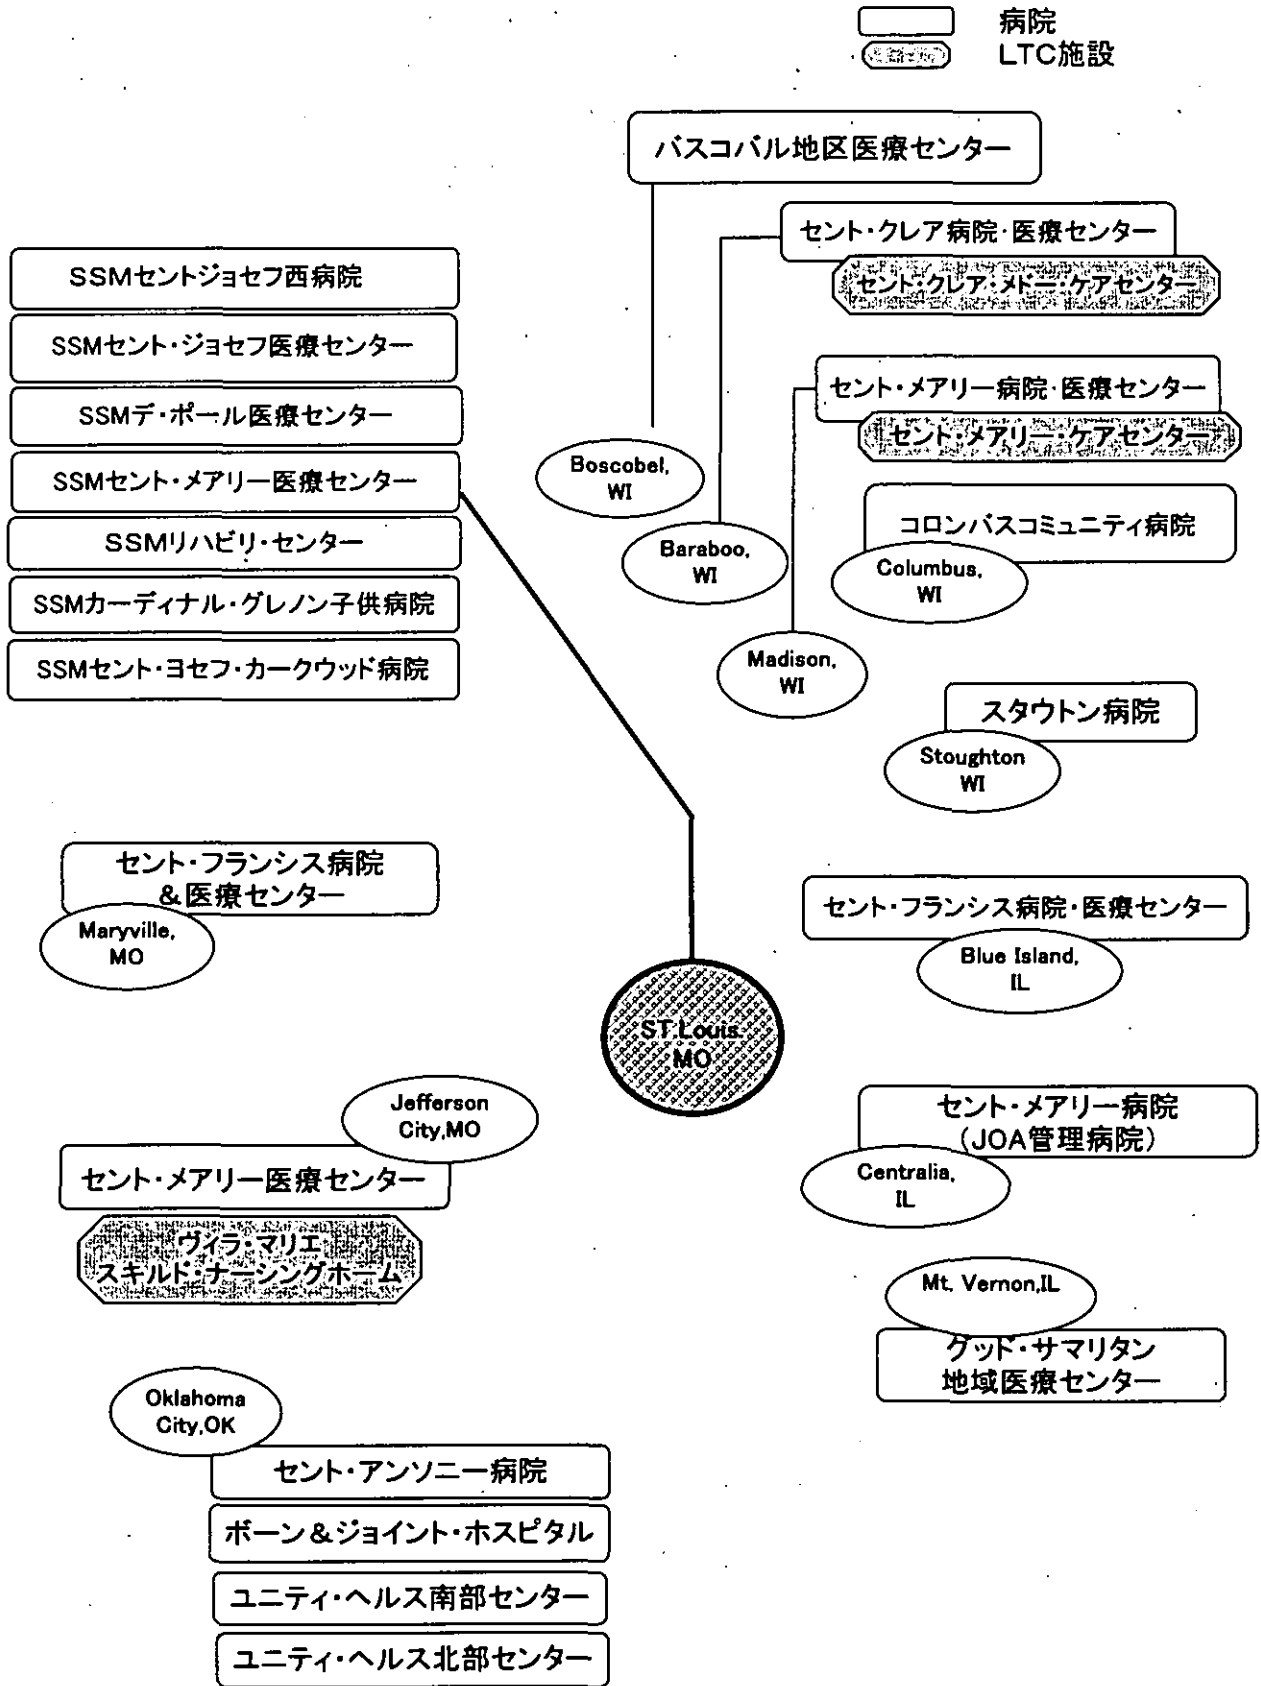 病院
LTC施設
バスコバル地区医療センター
セント・クレア病院・医療センター
セント・クレア・メドー・ケアセンター
SSMセントジョセフ西病院
SSMセント・ジョセフ医療センター
SSMデ・ポール医療センター
SSMセント・メアリー医療センター
SSMリハビリ・センター
SSMカーディナル・グレノン子供病院
SSMセント・ヨセフ・カークウッド病院
セント・メアリー病院・医療センター
セント・メアリー・ケアセンター
Boscobel,
WI
Baraboo,
WI
コロンバスコミュニティ病院
Columbus,
WI
Madison,
WI
スタウトン病院
Stoughton
WI
セント・フランシス病院
&医療センター
Maryville,
MO
セント・フランシス病院・医療センター
Blue Island,
IL
ST.Louis.
MO
Jefferson
City,MO
セント・メアリー医療センター
ヴィラ・マリエ
スキルド・ナーシングホーム
セント・メアリー病院
(JOA管理病院)
Centralia,
IL
Mt. Vernon,IL
グッド・サマリタン
地域医療センター
Oklahoma
City,OK
セント・アンソニー病院
ボーン&ジョイント・ホスピタル
ユニティ・ヘルス南部センター
ユニティ・ヘルス北部センター